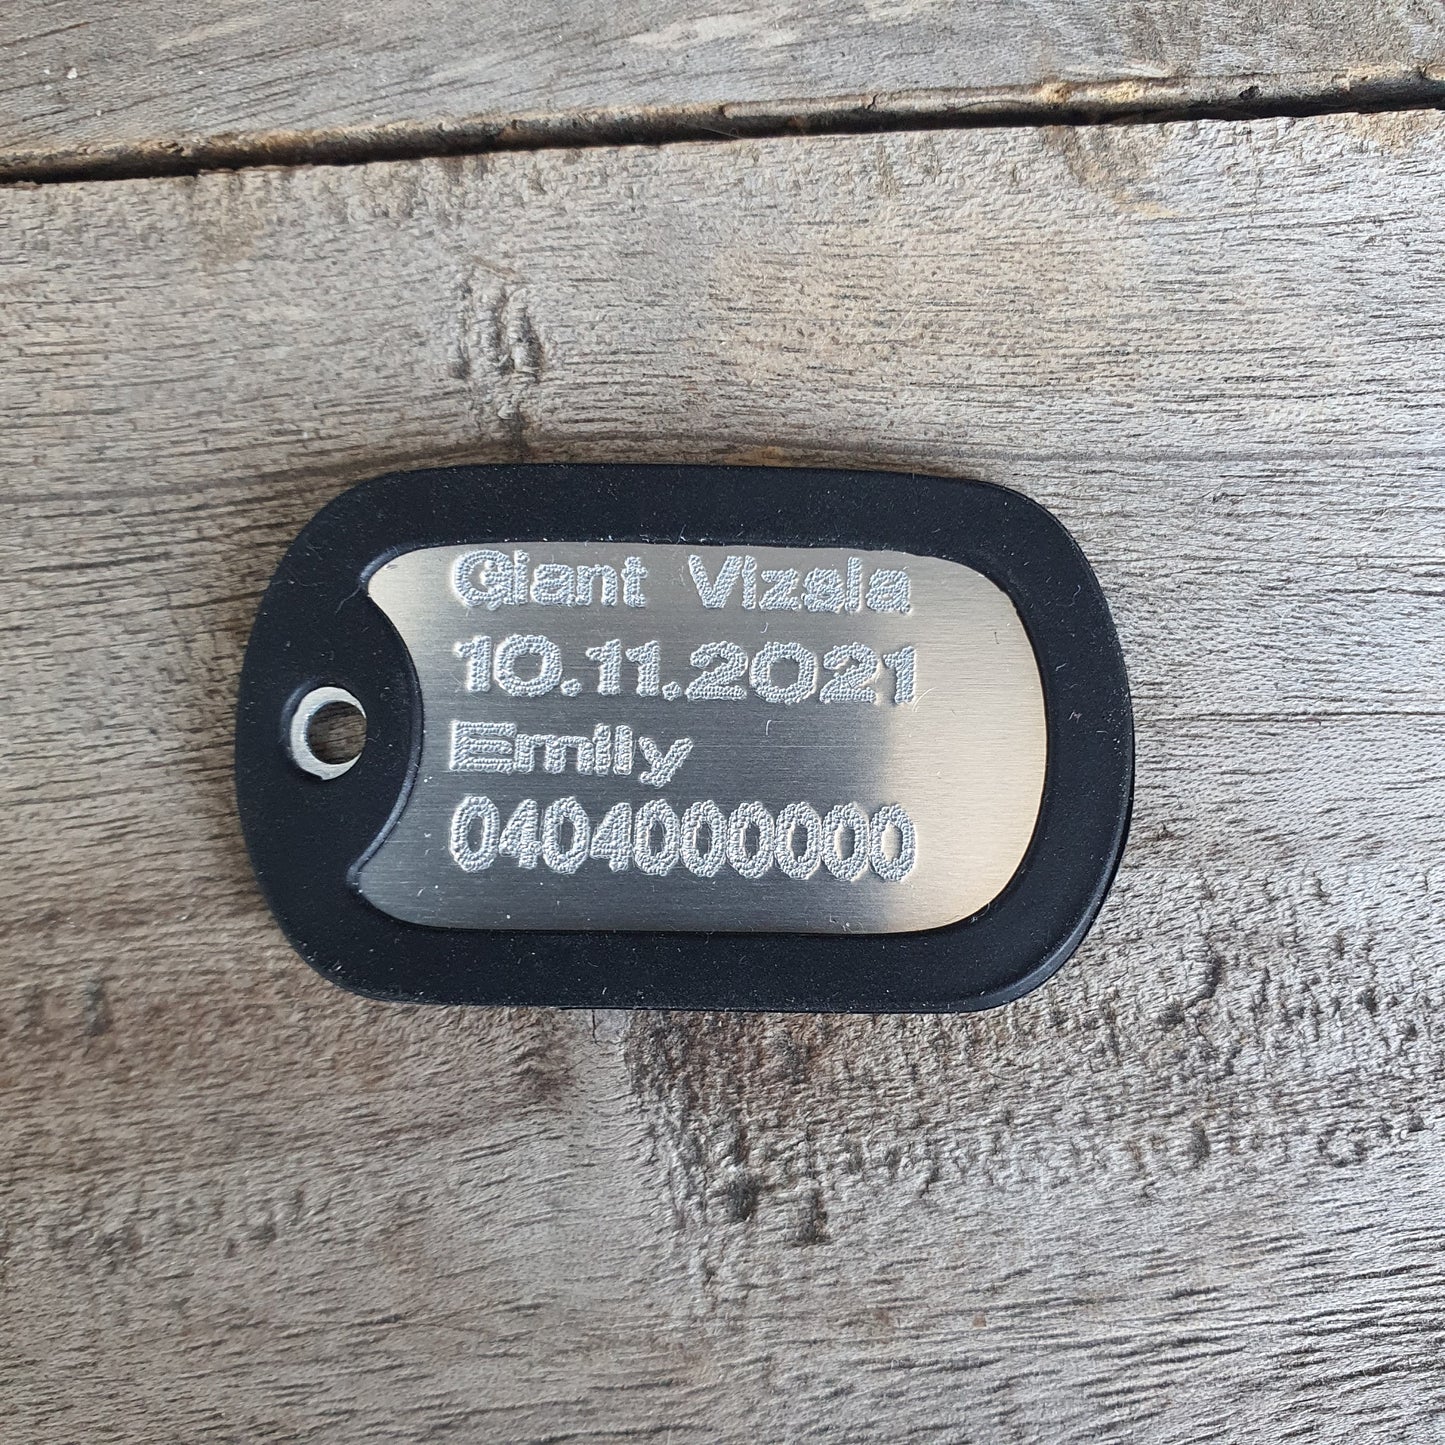 Giant Vizsla
10.11.2021
Emily
0404000000